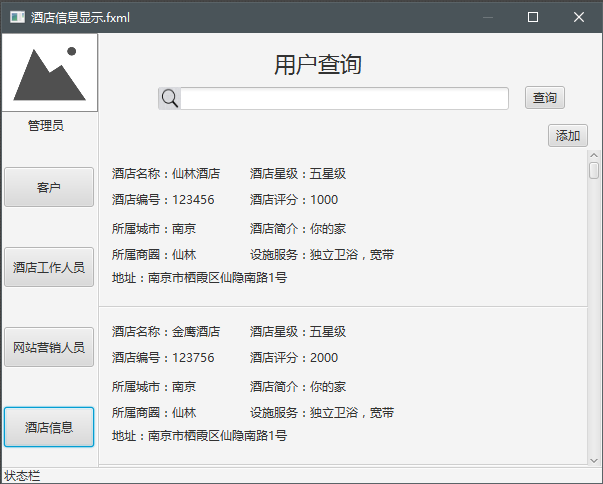 酒店信息显示.fxml
用户查询
查询
管理员
添加
客户
酒店工作人员
网站营销人员
酒店信息
酒店名称：仙林酒店 酒店星级：五星级
酒店编号：123456 酒店评分：1000
所属城市：南京 酒店简介：你的家
所属商圈：仙林 设施服务：独立卫浴，宽带
地址：南京市栖霞区仙隐南路1号
酒店名称：金鹰酒店 酒店星级：五星级
酒店编号：123756 酒店评分：2000
所属城市：南京 酒店简介：你的家
所属商圈：仙林 设施服务：独立卫浴，宽带
地址：南京市栖霞区仙隐南路1号
状态栏